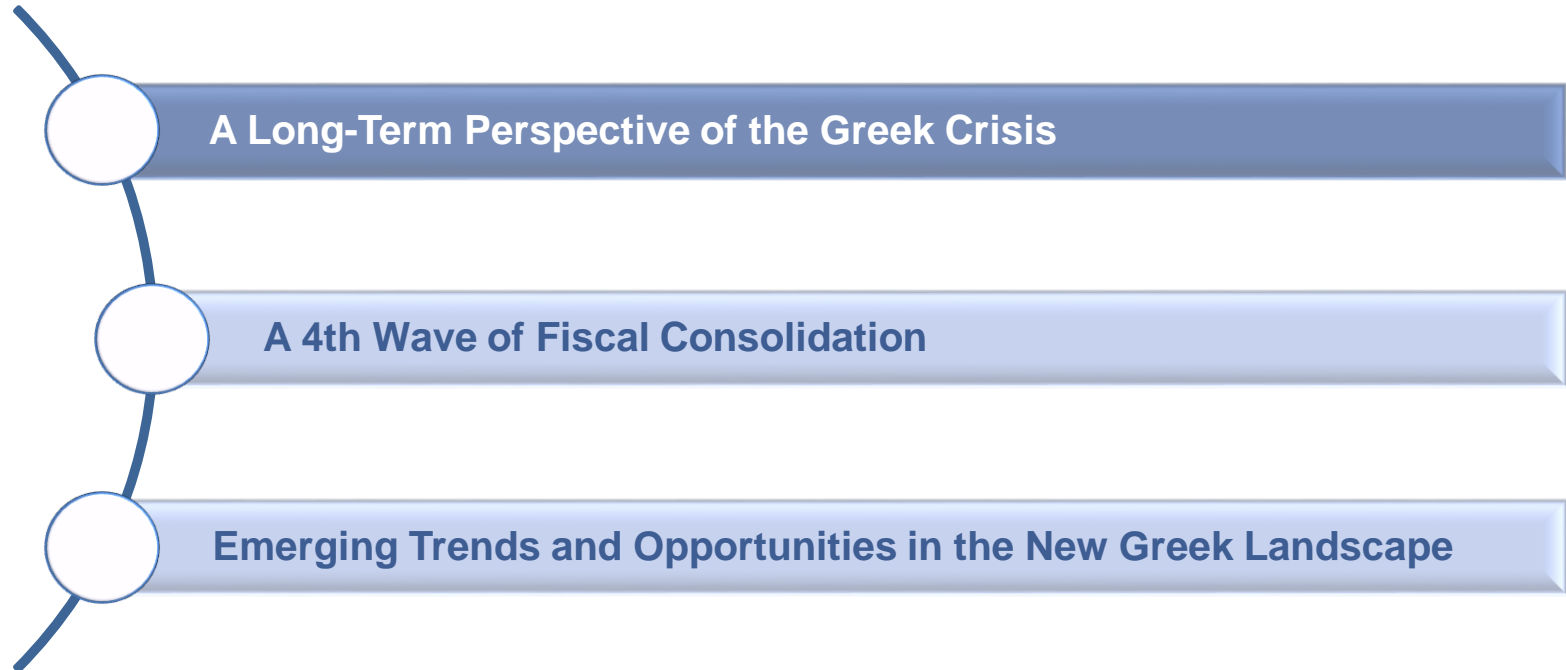 A Long-Term Perspective of the Greek Crisis
A 4th Wave of Fiscal Consolidation
Emerging Trends and Opportunities in the New Greek Landscape